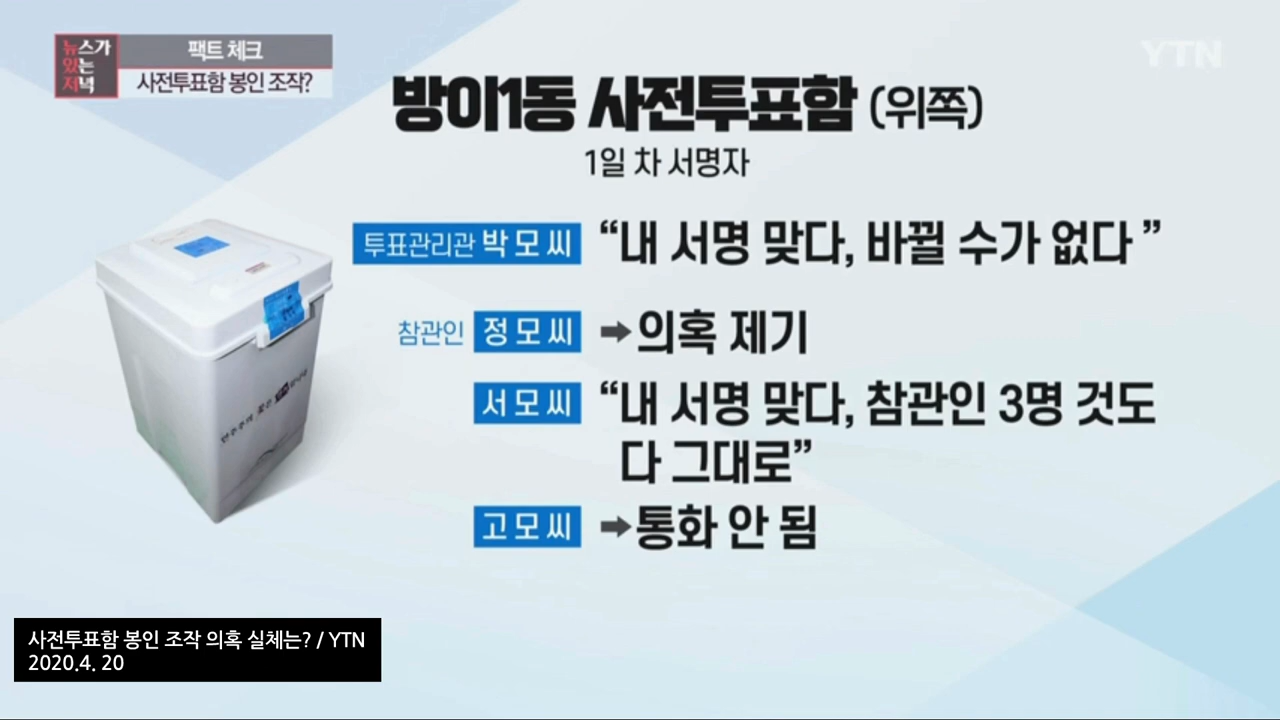 뉴스가
있는
저녁
팩트 체크
사전투표함 봉인 조작?
YTN
방이1동 사전투표함 (위쪽)
1일 차 서명자
투표관리관 박 모 씨 “내 서명 맞다, 바뀔 수가 없다”
참관인 정 모 씨 ➡의혹 제기
서 모 씨 “내 서명 맞다, 참관인 3명 것도
다 그대로”
고 모 씨 ➡통화 안 됨
사전투표함 봉인 조작 의혹 실체는? / YTN
2020.4. 20